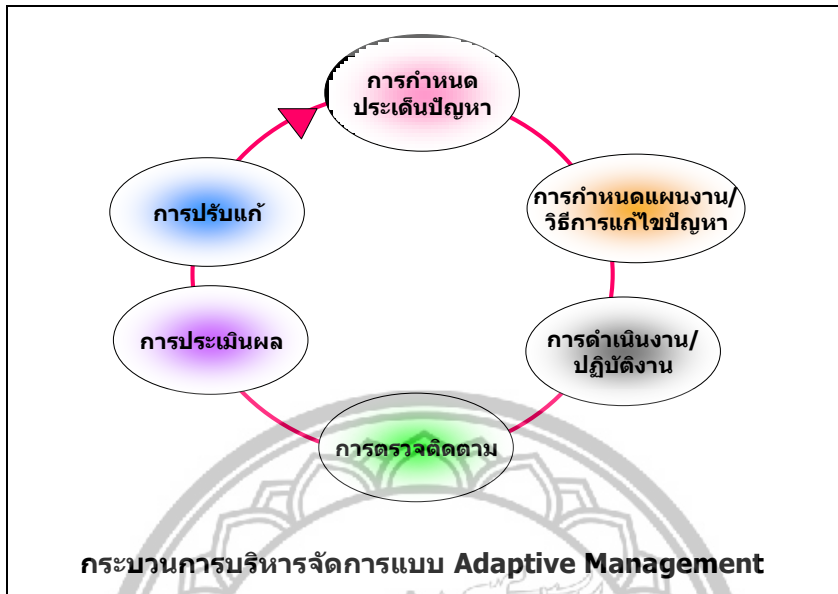 การกำหนด
ประเด็นปัญหา
การกำหนดแผนงาน/
วิธีการแก้ไขปัญหา
การดำเนินงาน/
ปฏิบัติงาน
การตรวจติดตาม
การประเมินผล
การปรับแก้
กระบวนการบริหารจัดการแบบ Adaptive Management